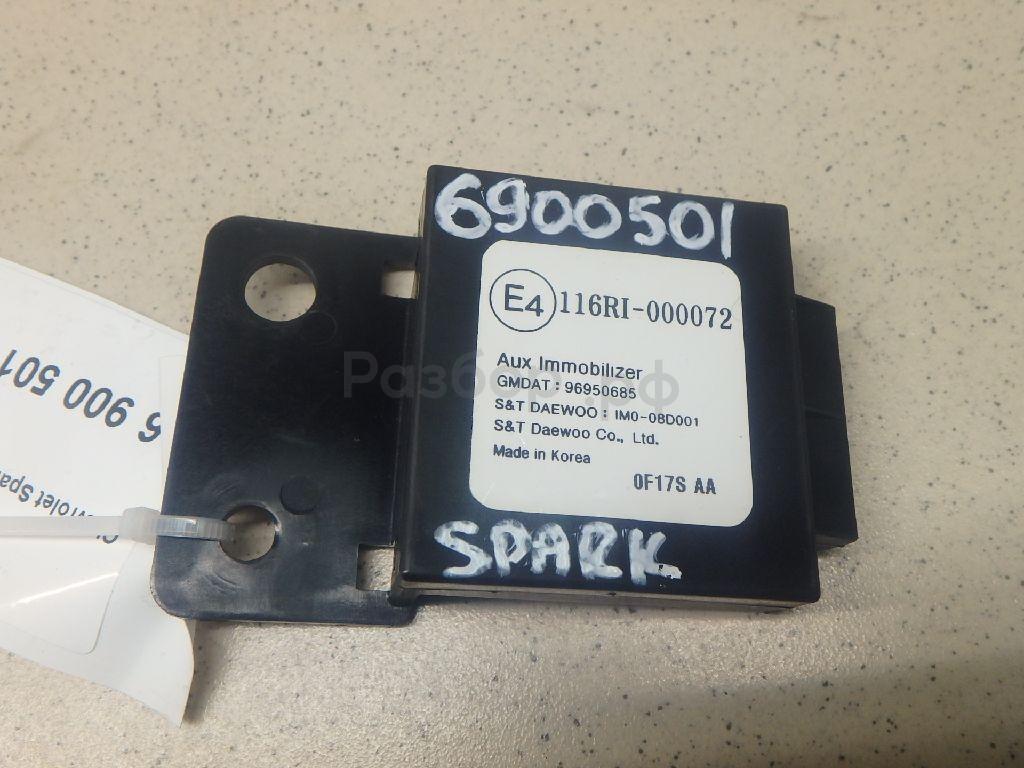 6900501
E4 116RI-000072
Aux Immobilizer
GMDAT : 96950685
S&T DAEWOO : IM0-08D001
S&T Daewoo Co., Ltd.
Made in Korea
0F17S AA
SPARK
6 900 501
Разбор.рф